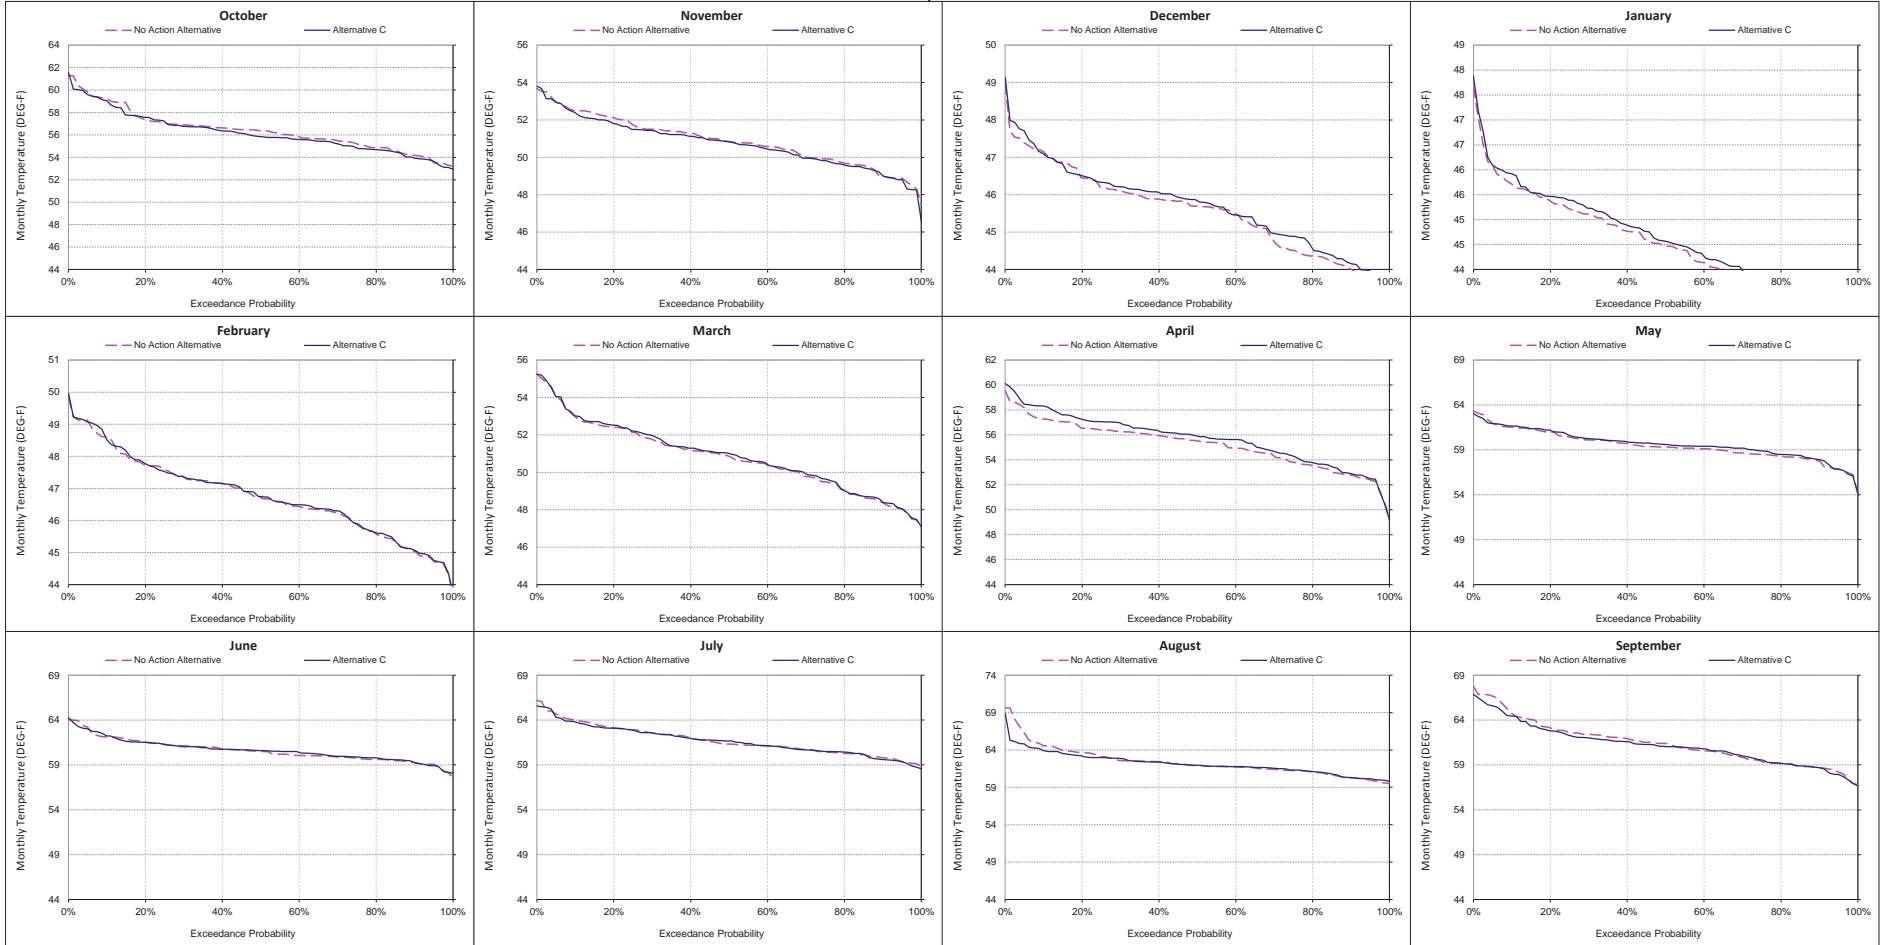 October
No Action Alternative Alternative C
Monthly Temperature (DEG-F)
64
62
60
58
56
54
52
50
58
46
44
0% 20% 40% 60% 80% 100%
Exceedance Probability
November
No Action Alternative Alternative C
Monthly Temperature (DEG-F)
56
54
52
50
48
46
44
0% 20% 40% 60% 80% 100%
Exceedance Probability
December
No Action Alternative Alternative C
Monthly Temperature (DEG-F)
50
48
47
46
45
44
0% 20% 40% 60% 80% 100%
Exceedance Probability
January
No Action Alternative Alternative C
Monthly Temperature (DEG-F)
49
48
48
47
47
46
46
45
45
44
0% 20% 40% 60% 80% 100%
Exceedance Probability
February
No Action Alternative Alternative C
Monthly Temperature (DEG-F)
51
50
49
48
47
46
45
44
0% 20% 40% 60% 80% 100%
Exceedance Probability
March
No Action Alternative Alternative C
Monthly Temperature (DEG-F)
56
54
52
50
48
46
44
0% 20% 40% 60% 80% 100%
Exceedance Probability
April
No Action Alternative Alternative C
Monthly Temperature (DEG-F)
62
60
58
56
54
52
50
48
46
44
0% 20% 40% 60% 80% 100%
Exceedance Probability
May
No Action Alternative Alternative C
Monthly Temperature (DEG-F)
69
64
59
54
49
44
0% 20% 40% 60% 80% 100%
Exceedance Probability
June
No Action Alternative Alternative C
Monthly Temperature (DEG-F)
69
64
59
54
49
44
0% 20% 40% 60% 80% 100%
Exceedance Probability
July
No Action Alternative Alternative C
Monthly Temperature (DEG-F)
69
64
59
54
49
44
0% 20% 40% 60% 80% 100%
Exceedance Probability
August
No Action Alternative Alternative C
Monthly Temperature (DEG-F)
74
69
64
59
54
49
44
0% 20% 40% 60% 80% 100%
Exceedance Probability
September
No Action Alternative Alternative C
Monthly Temperature (DEG-F)
69
64
59
54
49
44
0% 20% 40% 60% 80% 100%
Exceedance Probability